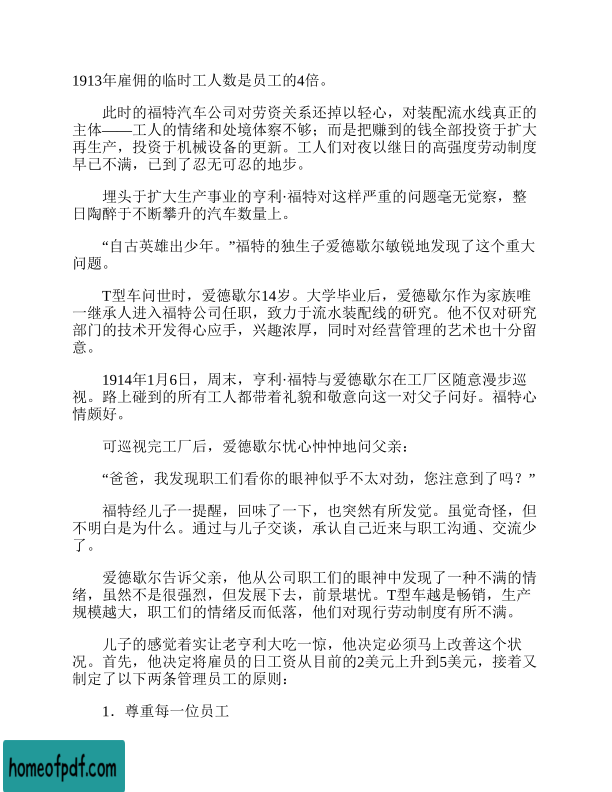 1913年雇佣的临时工人数是员工的4倍。
此时的福特汽车公司对劳资关系还掉以轻心，对装配流水线真正的
主体——工人的情绪和处境体察不够；而是把赚到的钱全部投资于扩大
再生产，投资于机械设备的更新。工人们对夜以继日的高强度劳动制度
早已不满，已到了忍无可忍的地步。
埋头于扩大生产事业的亨利·福特对这样严重的问题毫无觉察，整
日陶醉于不断攀升的汽车数量上。
“自古英雄出少年。”福特的独生子爱德歇尔敏锐地发现了这个重大
问题。
T型车问世时，爱德歇尔14岁。大学毕业后，爱德歇尔作为家族唯
一继承人进入福特公司任职，致力于流水装配线的研究。他不仅对研究
部门的技术开发得心应手，兴趣浓厚，同时对经营管理的艺术也十分留
意。
1914年1月6日，周末，亨利·福特与爱德歇尔在工厂区随意漫步巡
视。路上碰到的所有工人都带着礼貌和敬意向这一对父子问好。福特心
情颇好。
可巡视完工厂后，爱德歇尔忧心忡忡地问父亲：
“爸爸，我发现职工们看你的眼神似乎不太对劲，您注意到了吗？”
福特经儿子一提醒，回味了一下，也突然有所发觉。虽觉奇怪，但
不明白是为什么。通过与儿子交谈，承认自己近来与职工沟通、交流少
了。
爱德歇尔告诉父亲，他从公司职工们的眼神中发现了一种不满的情
绪，虽然不是很强烈，但发展下去，前景堪忧。T型车越是畅销，生产
规模越大，职工们的情绪反而低落，他们对现行劳动制度有所不满。
儿子的感觉着实让老亨利大吃一惊，他决定必须马上改善这个状
况。首先，他决定将雇员的日工资从目前的2美元上升到5美元，接着又
制定了以下两条管理员工的原则：
1．尊重每一位员工
homeofpdf.com